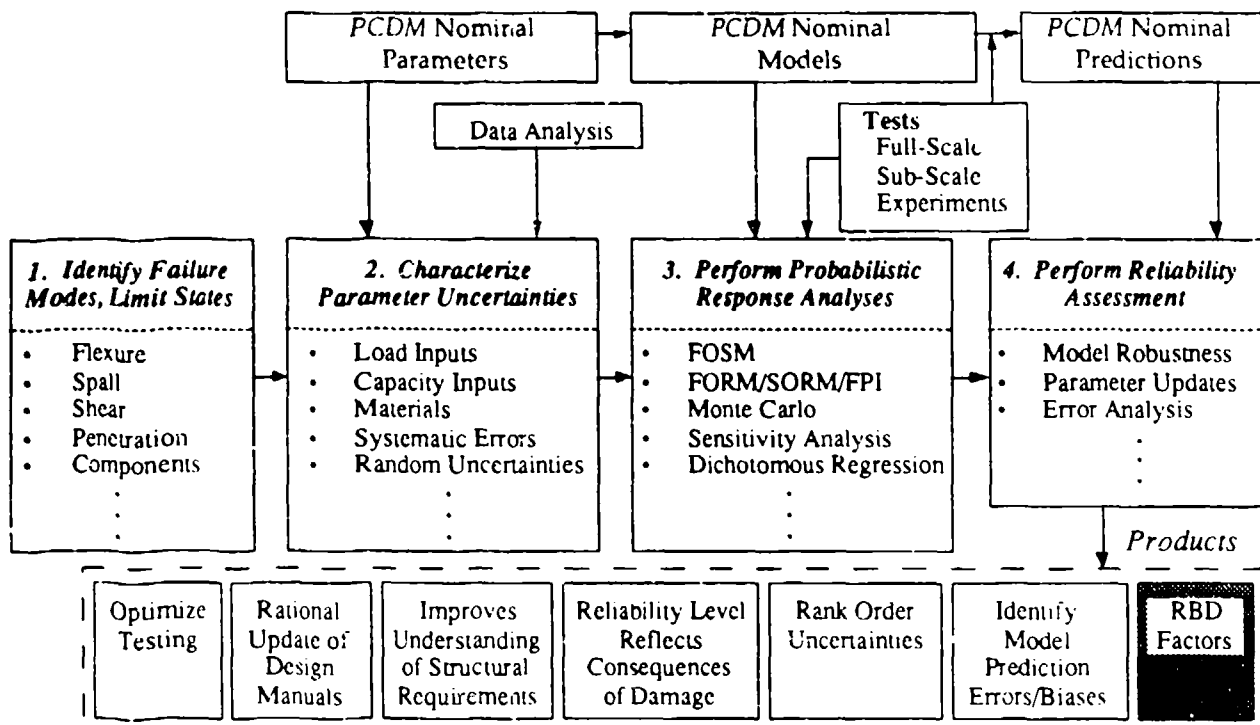 PCDM Nominal
Parameters
PCDM Nominal
Models
PCDM Nominal
Predictions
Data Analysis
Tests
Full-Scale
Sub-Scale
Experiments
1. Identify Failure
Modes, Limit States
• Flexure
• Spall
• Shear
• Penetration
• Components
2. Characterize
Parameter Uncertainties
• Load Inputs
• Capacity Inputs
• Materials
• Systematic Errors
• Random Uncertainties
3. Perform Probabilistic
Response Analyses
• FOSM
• FORM/SORM/FPI
• Monte Carlo
• Sensitivity Analysis
• Dichotomous Regression
4. Perform Reliability
Assessment
• Model Robustness
• Parameter Updates
• Error Analysis
Products
Optimize
Testing
Rational
Update of
Design
Manuals
Improves
Understanding
of Structural
Requirements
Reliability Level
Reflects
Consequences
of Damage
Rank Order
Uncertainties
Identify
Model
Prediction
Errors/Biases
RBD
Factors